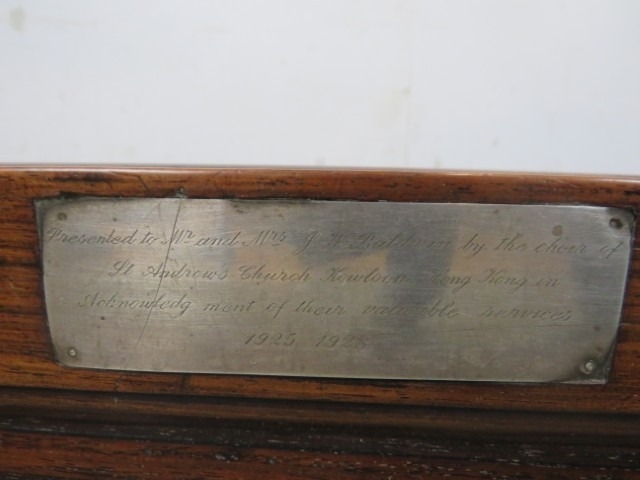 Presented to Mr and Mrs J W Baldwin by the choir of
St Andrews Church Kowloon Hong Kong in
Acknowledg ment of their valuable services
1925 1928